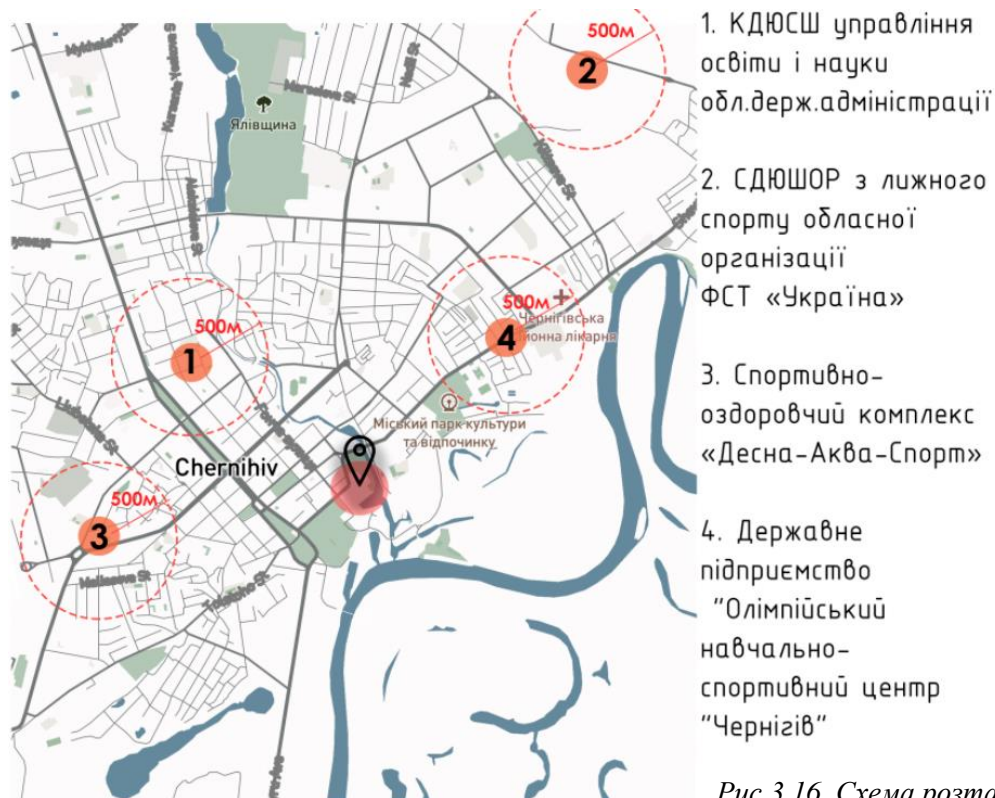 500м
2
Ялівщина
4
500м
Чернігівська
лікарня
1
500м
Міський парк культури
та відпочинку
Chernihiv
3
500м
1. КДЮСШ управління
освіти і науки
обл.держ.адміністрації
2. СДЮШОР з лижного
спорту обласної
організації
ФСТ «Україна»
3. Спортивно-
оздоровчий комплекс
«Десна-Аква-Спорт»
4. Державне
підприємство
"Олімпійський
навчально-
спортивний центр
"Чернігів"
Рис.3.16. Схема розта